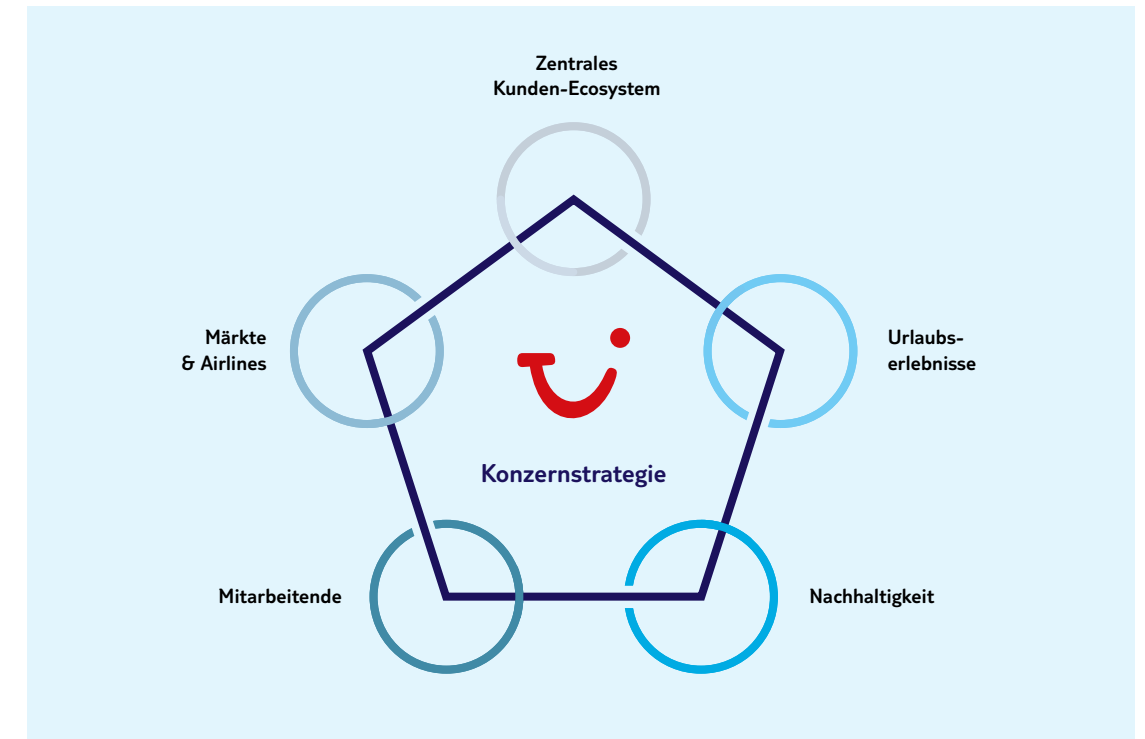 Zentrales
Kunden-Ecosystem
Märkte
& Airlines
Urlaubs-
erlebnisse
Konzernstrategie
Mitarbeitende
Nachhaltigkeit